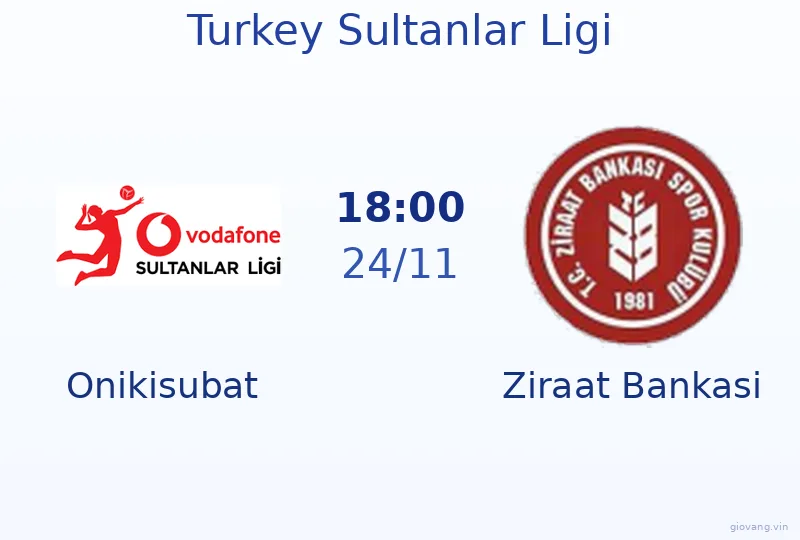 Turkey Sultanlar Ligi
vodafone
SULTANLAR LİGİ
18:00
24/11
T.C. ZİRAAT BANKASI SPOR KULÜBÜ
TC
1981
Onikisubat
Ziraat Bankasi
giovang.vin